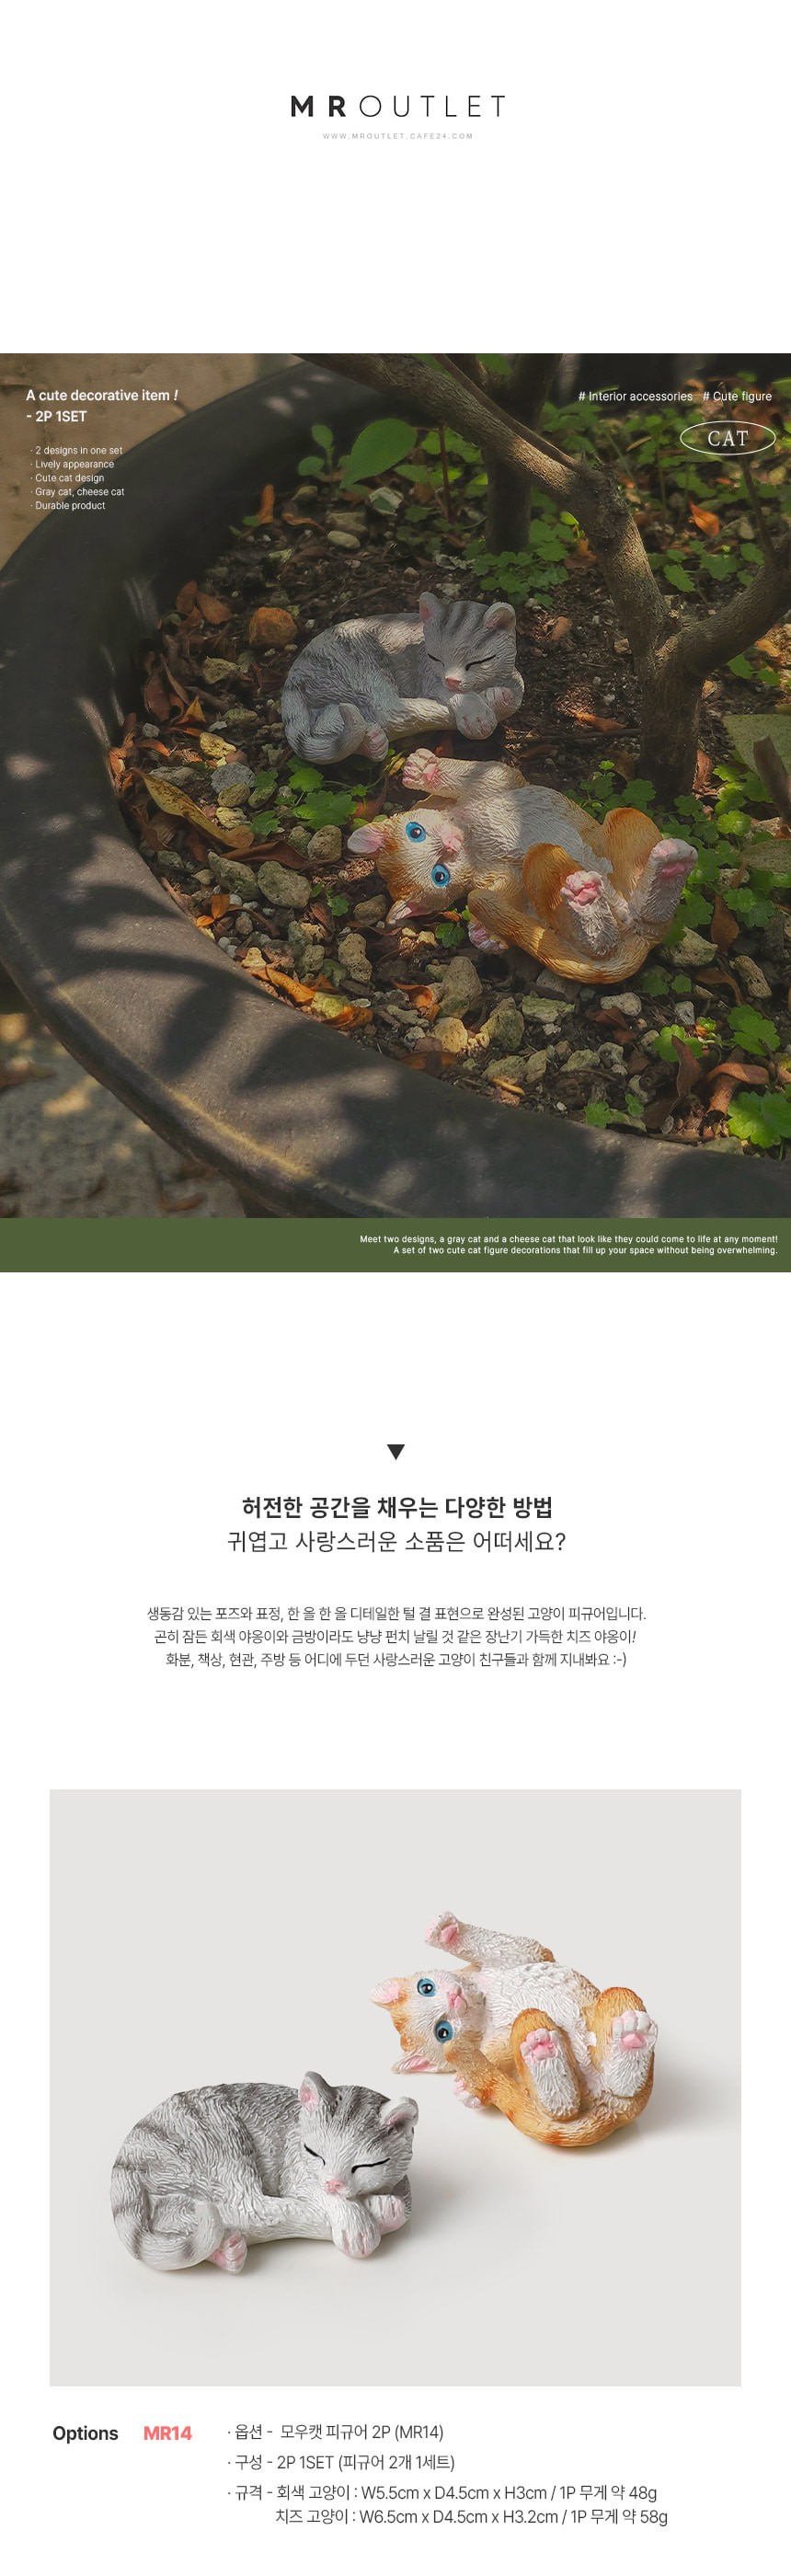 MR OUTLET
WWW.MROUTLET.CAFE24.COM
A cute decorative item !
- 2P 1SET
# Interior accessories # Cute figure
CAT
· 2 designs in one set
· Lively appearance
· Cute cat design
· Gray cat, cheese cat
· Durable product
Meet two designs, a gray cat and a cheese cat that look like they could come to life at any moment!
A set of two cute cat figure decorations that fill up your space without being overwhelming.
▼
허전한 공간을 채우는 다양한 방법
귀엽고 사랑스러운 소품은 어떠세요?
생동감 있는 포즈와 표정, 한 올 한 올 디테일한 털 결 표현으로 완성된 고양이 피규어입니다.
곤히 잠든 회색 야옹이와 금방이라도 냥냥 펀치 날릴 것 같은 장난기 가득한 치즈 야옹이!
화분, 책상, 현관, 주방 등 어디에 두던 사랑스러운 고양이 친구들과 함께 지내봐요 :-)
Options MR14 · 옵션 - 모우캣 피규어 2P (MR14)
· 구성 - 2P 1SET (피규어 2개 1세트)
· 규격 - 회색 고양이 : W5.5cm x D4.5cm x H3cm / 1P 무게 약 48g
치즈 고양이 : W6.5cm x D4.5cm x H3.2cm / 1P 무게 약 58g